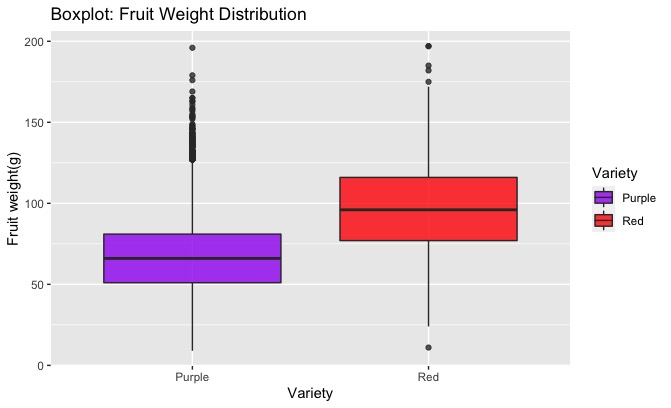 Boxplot: Fruit Weight Distribution
200
150
100
50
0
Fruit weight(g)
Purple
Red
Variety
Variety
Purple
Red